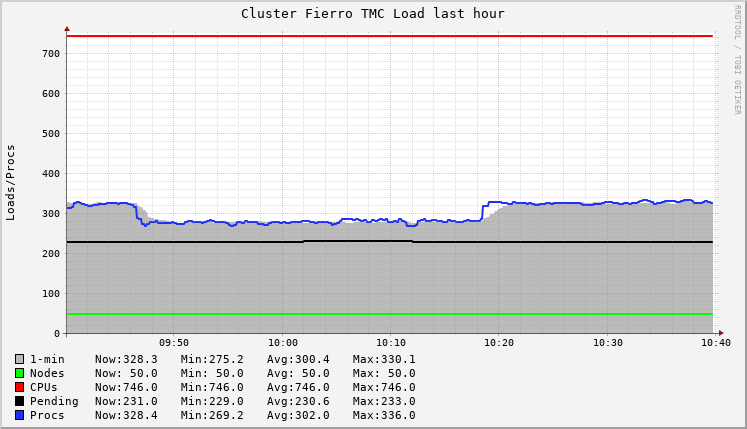 Cluster Fierro TMC Load last hour
RRDTOOL / TOBI OETIKER
Loads/Procs
700
600
500
400
300
200
100
0
09:50 10:00 10:10 10:20 10:30 10:40
1-min Now:328.3 Min:275.2 Avg:300.4 Max:330.1
Nodes Now: 50.0 Min: 50.0 Avg: 50.0 Max: 50.0
CPUs Now:746.0 Min:746.0 Avg:746.0 Max:746.0
Pending Now:231.0 Min:229.0 Avg:230.6 Max:233.0
Procs Now:328.4 Min:269.2 Avg:302.0 Max:336.0